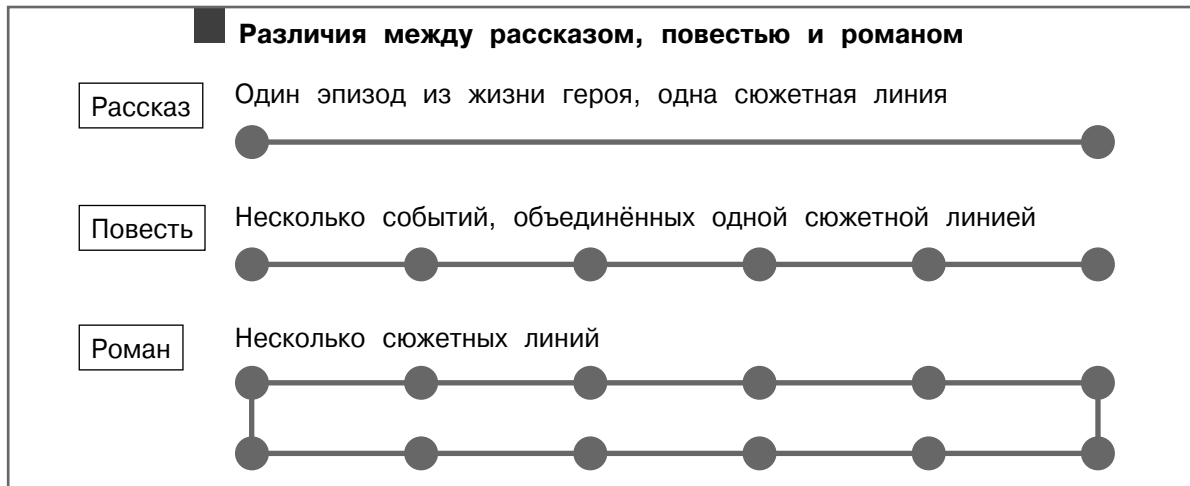 Различия между рассказом, повестью и романом
Рассказ
Один эпизод из жизни героя, одна сюжетная линия
Повесть
Несколько событий, объединённых одной сюжетной линией
Роман
Несколько сюжетных линий